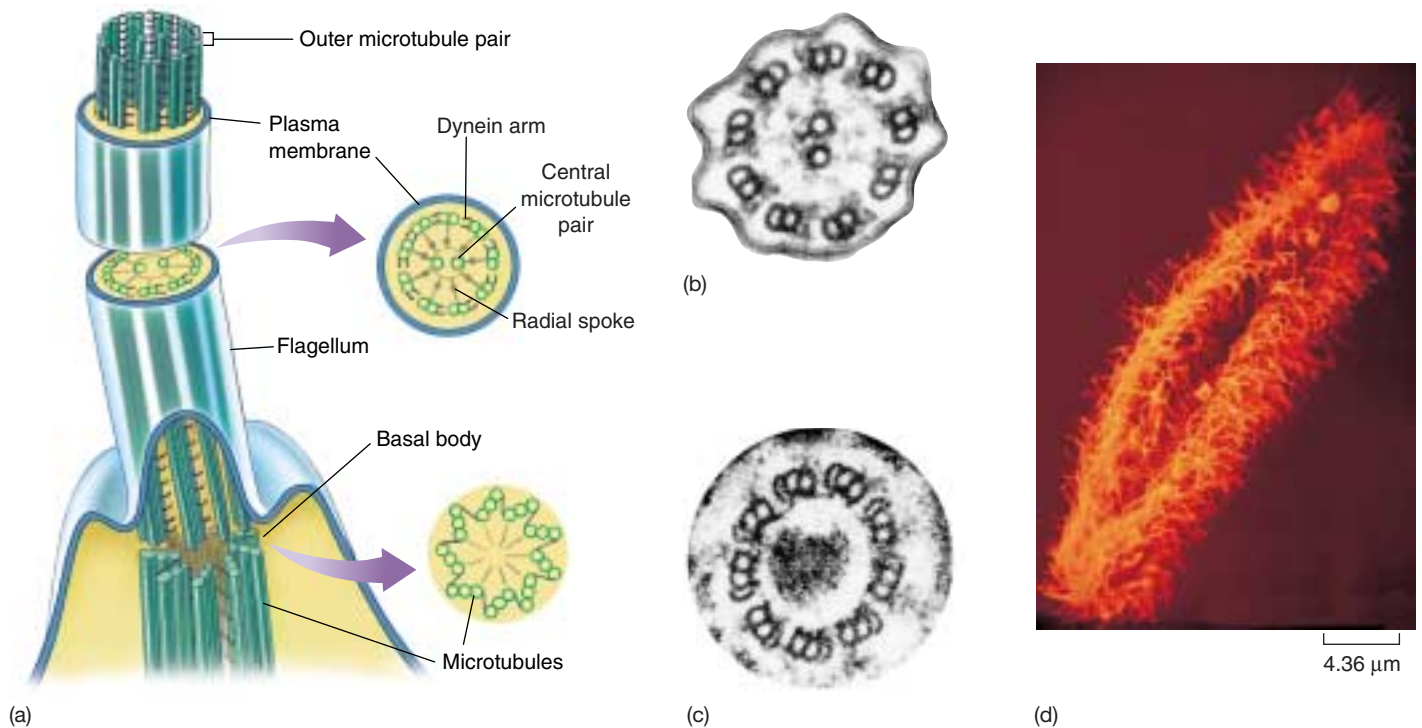 Outer microtubule pair
Plasma
membrane
Dynein arm
Central
microtubule
pair
Radial spoke
Flagellum
Basal body
Microtubules
(a)
(b)
(c)
4.36 μm
(d)